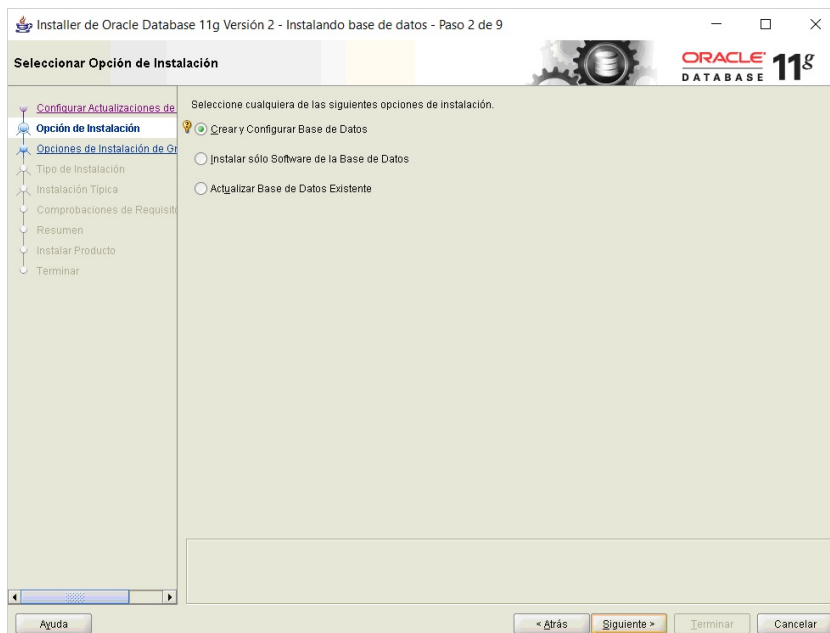 Installer de Oracle Database 11g Versión 2 - Instalando base de datos - Paso 2 de 9
Seleccionar Opción de Instalación
ORACLE
DATABASE
11g
Configurar Actualizaciones de
Opción de Instalación
Opciones de Instalación de Gr
Tipo de Instalación
Instalación Típica
Comprobaciones de Requisit
Resumen
Instalar Producto
Terminar
Seleccione cualquiera de las siguientes opciones de instalación.
Crear y Configurar Base de Datos
Instalar sólo Software de la Base de Datos
Actualizar Base de Datos Existente
Ayuda
< Atrás
Siguiente >
Terminar
Cancelar